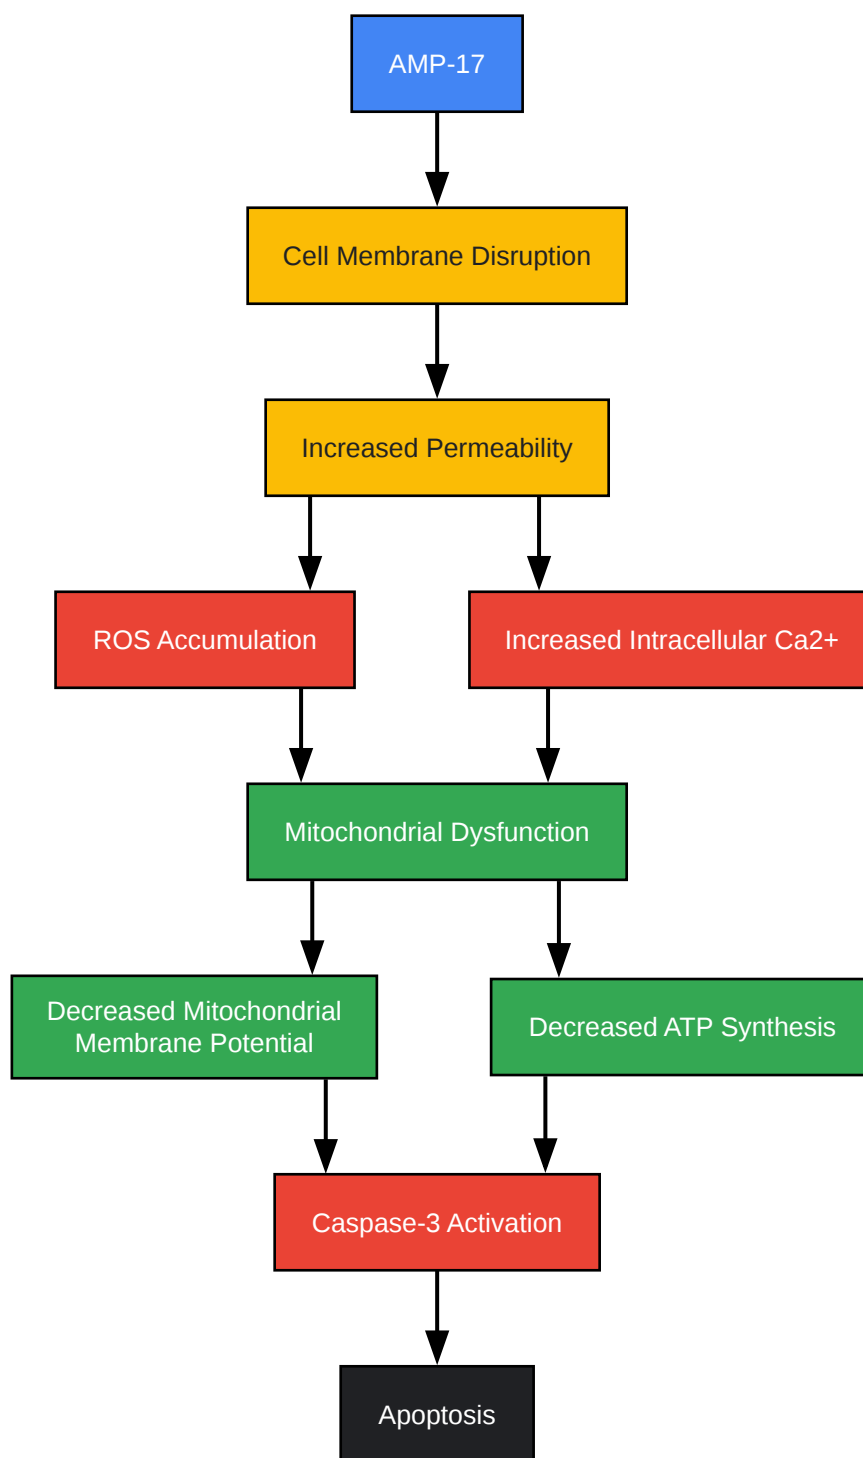 AMP-17
Cell Membrane Disruption
Increased Permeability
ROS Accumulation
Increased Intracellular Ca2+
Mitochondrial Dysfunction
Decreased Mitochondrial
Membrane Potential
Decreased ATP Synthesis
Caspase-3 Activation
Apoptosis